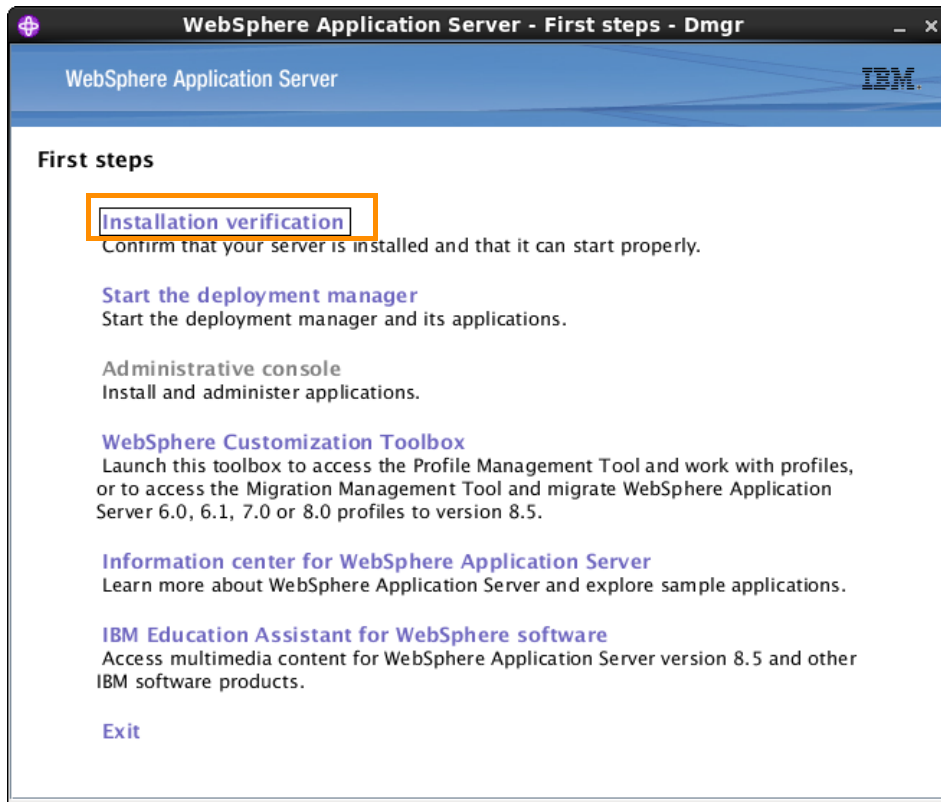 WebSphere Application Server - First steps - Dmgr
WebSphere Application Server
IBM.
First steps
Installation verification
Confirm that your server is installed and that it can start properly.
Start the deployment manager
Start the deployment manager and its applications.
Administrative console
Install and administer applications.
WebSphere Customization Toolbox
Launch this toolbox to access the Profile Management Tool and work with profiles,
or to access the Migration Management Tool and migrate WebSphere Application
Server 6.0, 6.1, 7.0 or 8.0 profiles to version 8.5.
Information center for WebSphere Application Server
Learn more about WebSphere Application Server and explore sample applications.
IBM Education Assistant for WebSphere software
Access multimedia content for WebSphere Application Server version 8.5 and other
IBM software products.
Exit